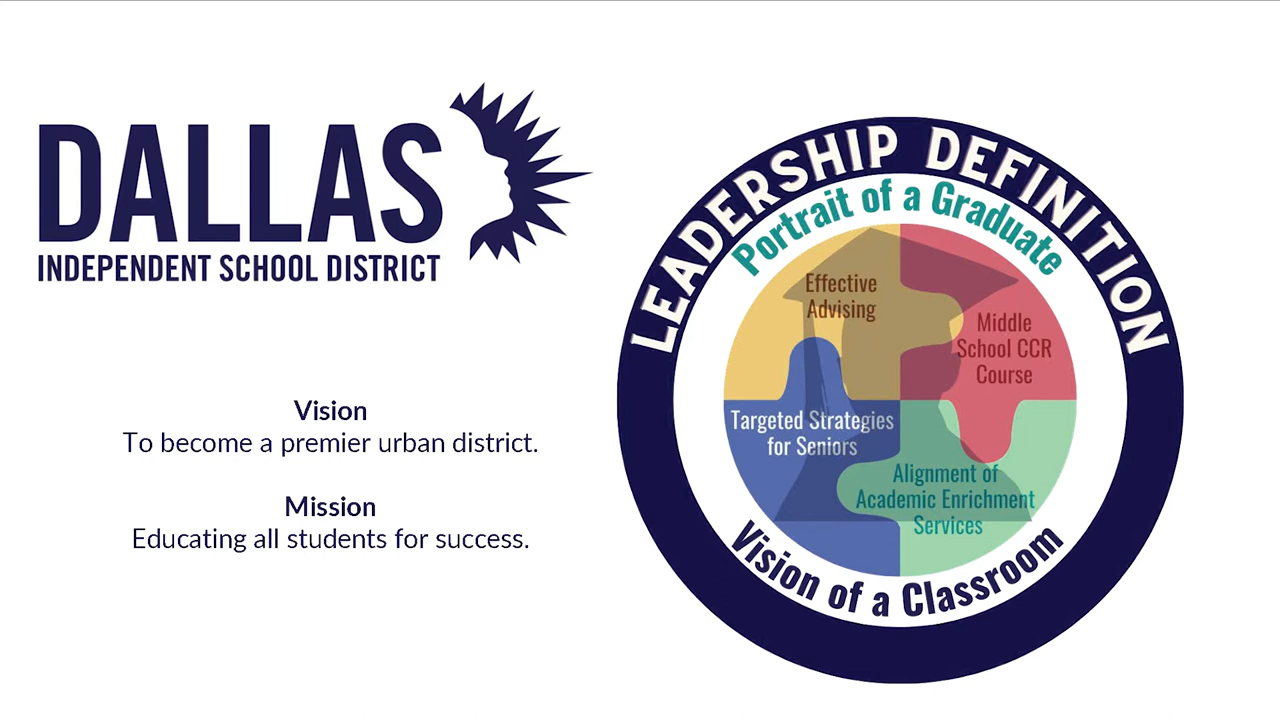 DALLAS
INDEPENDENT SCHOOL DISTRICT
Vision
To become a premier urban district.
Mission
Educating all students for success.
LEADERSHIP DEFINITION
Portrait of a Graduate
Effective
Advising
Middle
School CCR
Course
Targeted Strategies
for Seniors
Alignment of
Academic Enrichment
Services
Vision of a Classroom